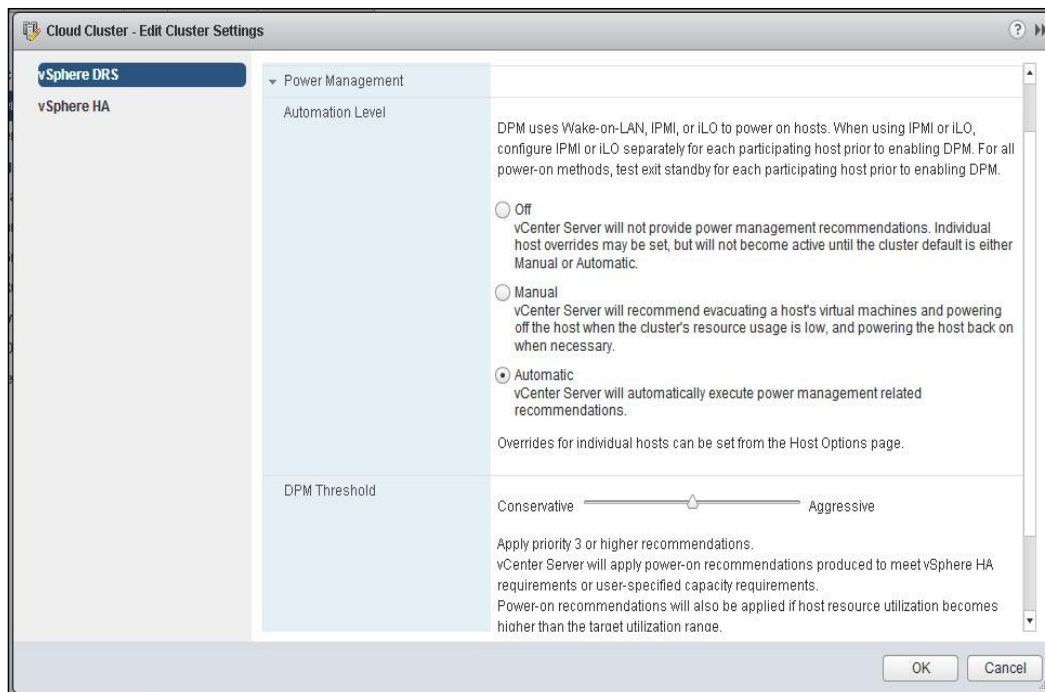 Cloud Cluster - Edit Cluster Settings
?
vSphere DRS
vSphere HA
Power Management
Automation Level
DPM uses Wake-on-LAN, IPMI, or iLO to power on hosts. When using IPMI or iLO,
configure IPMI or iLO separately for each participating host prior to enabling DPM. For all
power-on methods, test exit standby for each participating host prior to enabling DPM.
Off
vCenter Server will not provide power management recommendations. Individual
host overrides may be set, but will not become active until the cluster default is either
Manual or Automatic.
Manual
vCenter Server will recommend evacuating a host's virtual machines and powering
off the host when the cluster's resource usage is low, and powering the host back on
when necessary.
Automatic
vCenter Server will automatically execute power management related
recommendations.
Overrides for individual hosts can be set from the Host Options page.
DPM Threshold
Conservative Aggressive
Apply priority 3 or higher recommendations.
vCenter Server will apply power-on recommendations produced to meet vSphere HA
requirements or user-specified capacity requirements.
Power-on recommendations will also be applied if host resource utilization becomes
higher than the target utilization range.
OK Cancel